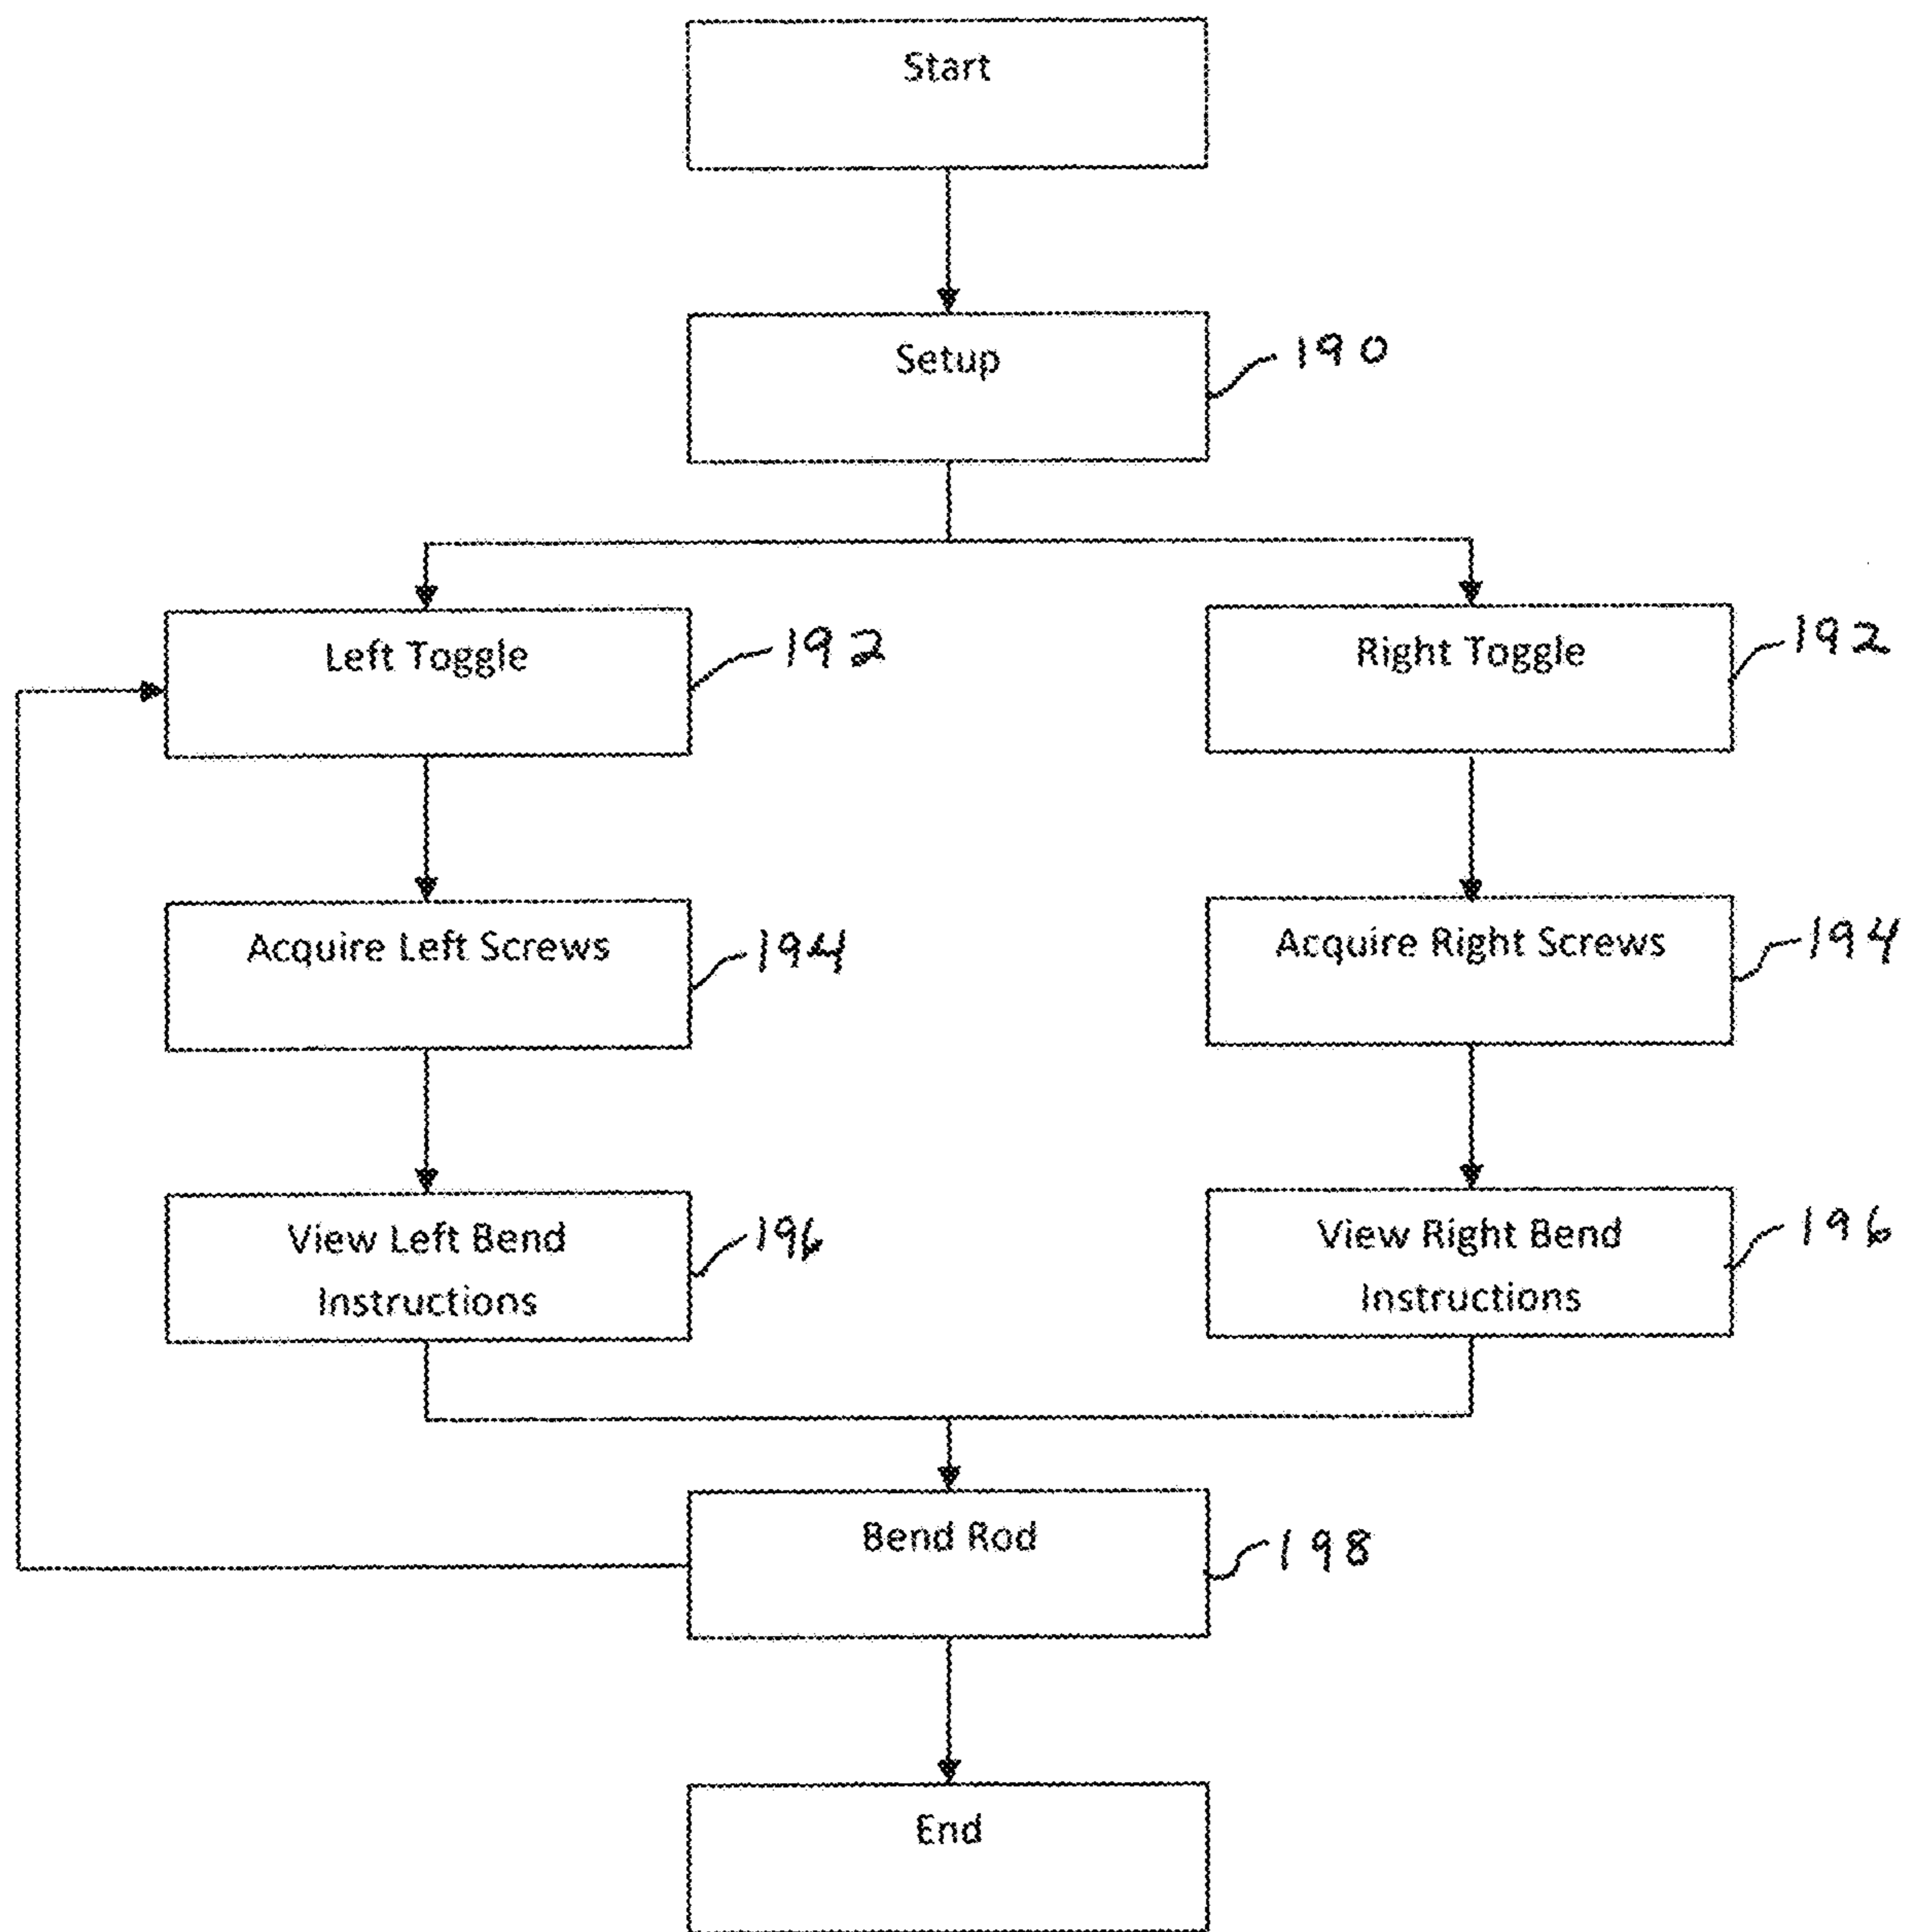 Start
Setup
190
Left Toggle
192
Right Toggle
192
Acquire Left Screws
194
Acquire Right Screws
194
View Left Bend
Instructions
196
View Right Bend
Instructions
196
Bend Rod
198
End